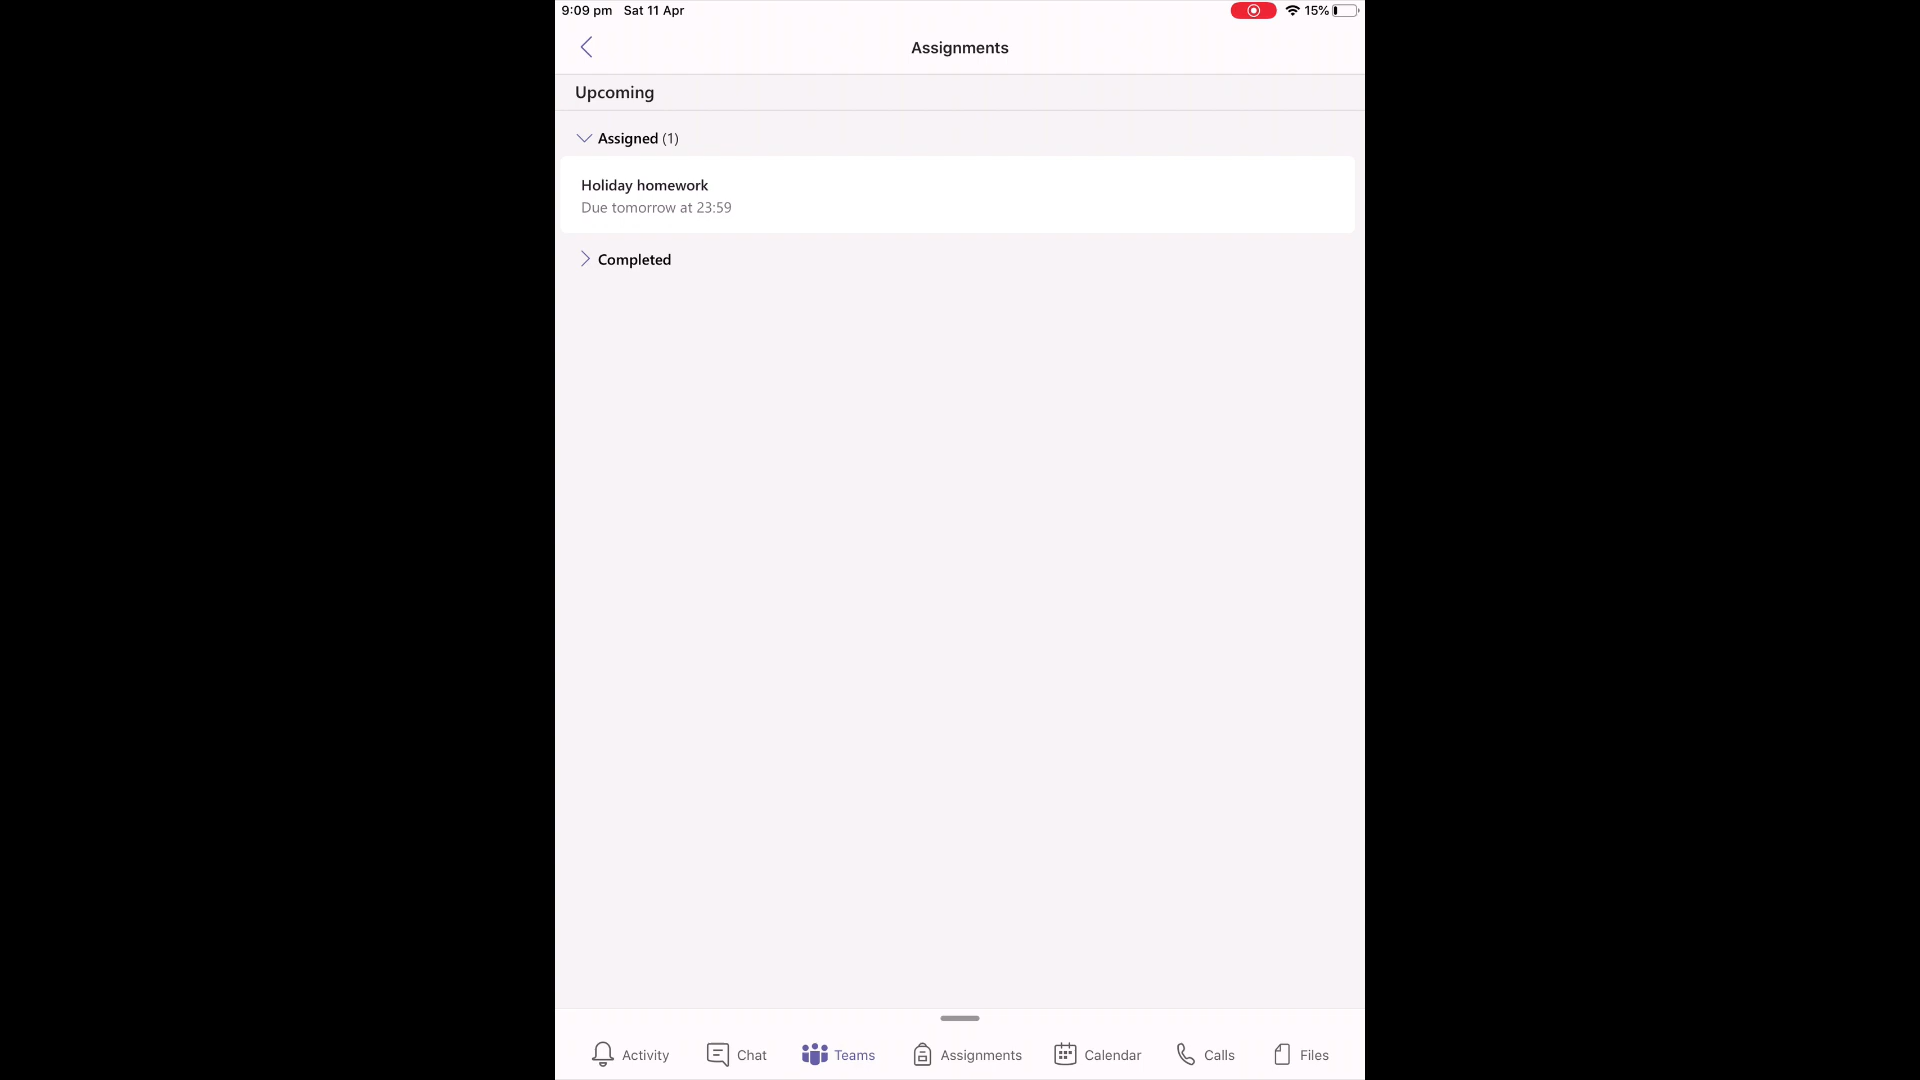 9:09 pm Sat 11 Apr 15%
Assignments
Upcoming
Assigned (1)
Holiday homework
Due tomorrow at 23:59
Completed
Activity Chat Teams Assignments Calendar Calls Files